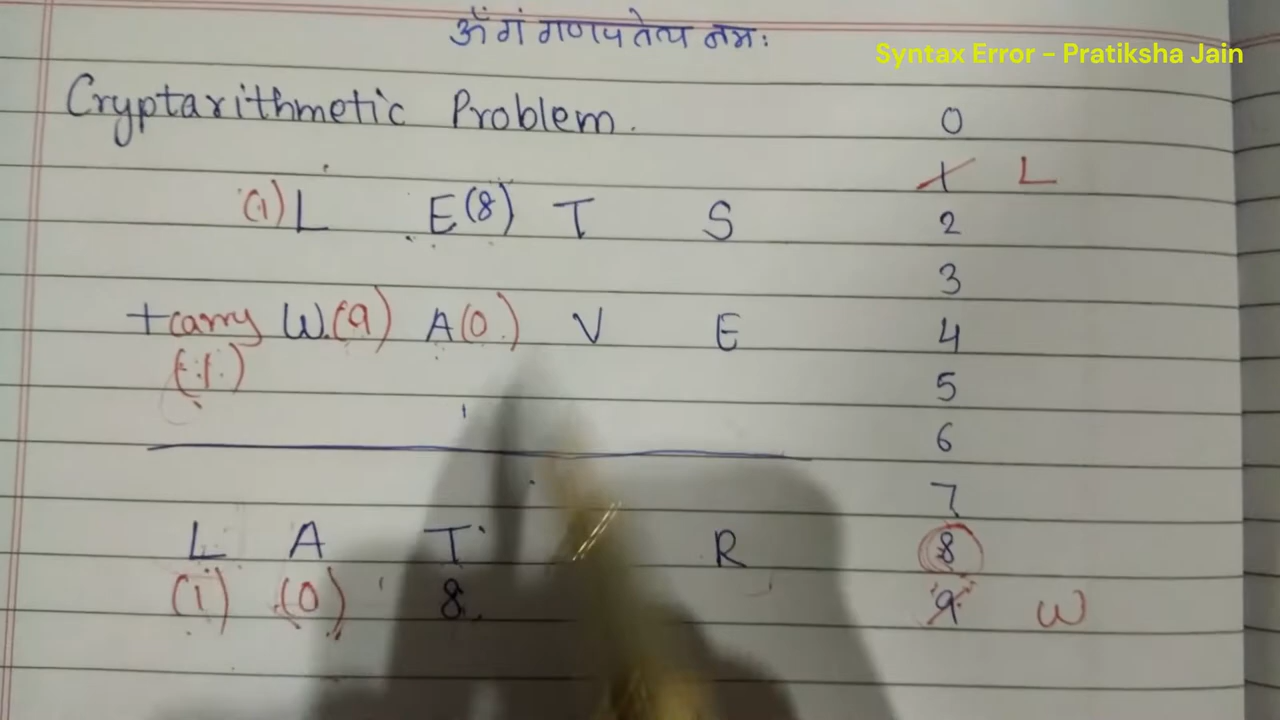 ॐ गं गणपतेय नमः
Syntax Error - Pratiksha Jain
Cryptarithmetic Problem.
0
1 L
(1) L E(8) T S
2
3
+ carry W(9) A(0) V E
4
(1)
5
6
7
L A T R
8
(1) (0) 8
9 W